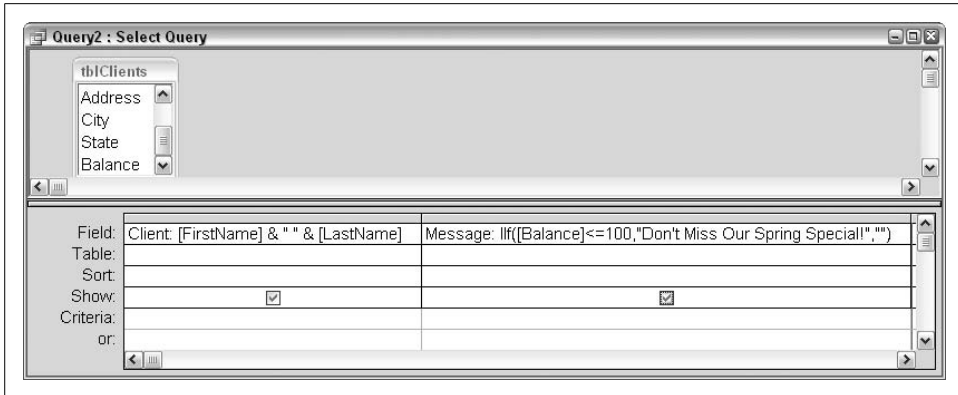 Query2 : Select Query
tblClients
Address
City
State
Balance
Field: Client: [FirstName] & " " & [LastName] Message: IIf([Balance]<=100,"Don't Miss Our Spring Special!","")
Table:
Sort:
Show:
Criteria:
or: